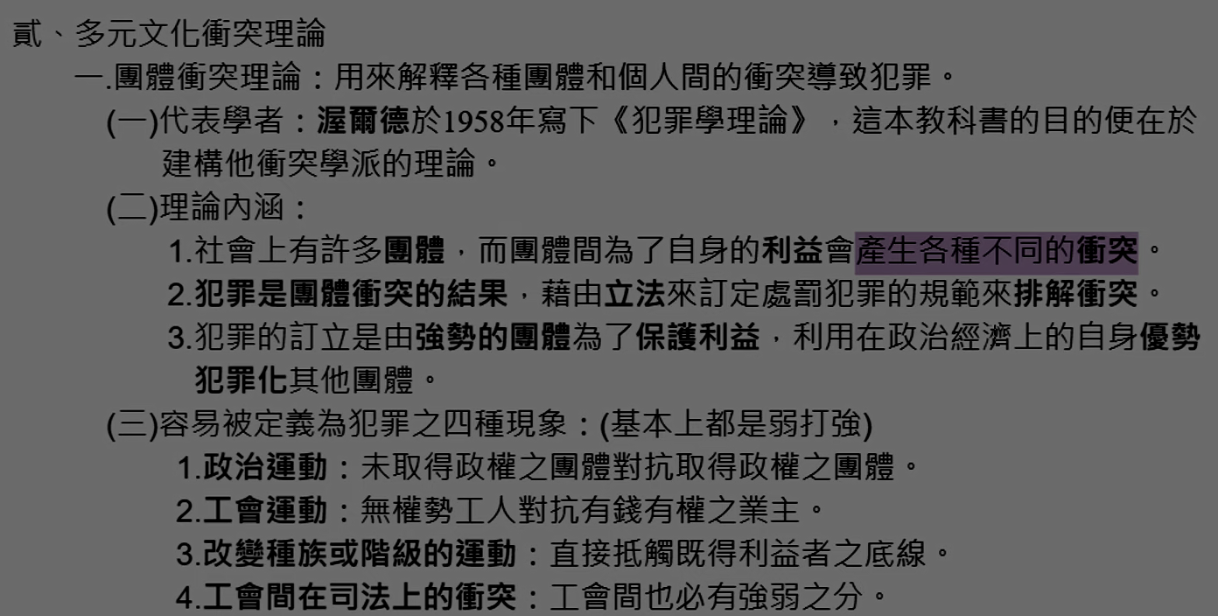 貳、多元文化衝突理論
一.團體衝突理論：用來解釋各種團體和個人間的衝突導致犯罪。
(一)代表學者：渥爾德於1958年寫下《犯罪學理論》，這本教科書的目的便在於
建構他衝突學派的理論。
(二)理論內涵：
1.社會上有許多團體，而團體間為了自身的利益會產生各種不同的衝突。
2.犯罪是團體衝突的結果，藉由立法來訂定處罰犯罪的規範來排解衝突。
3.犯罪的訂立是由強勢的團體為了保護利益，利用在政治經濟上的自身優勢
犯罪化其他團體。
(三)容易被定義為犯罪之四種現象：(基本上都是弱打強)
1.政治運動：未取得政權之團體對抗取得政權之團體。
2.工會運動：無權勢工人對抗有錢有權之業主。
3.改變種族或階級的運動：直接抵觸既得利益者之底線。
4.工會間在司法上的衝突：工會間也必有強弱之分。